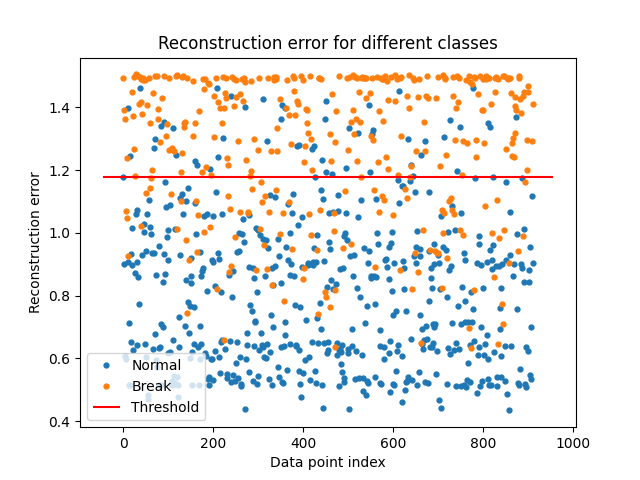 Reconstruction error for different classes
Reconstruction error
1.4
1.2
1.0
0.8
0.6
0.4
Normal
Break
Threshold
0 200 400 600 800 1000
Data point index